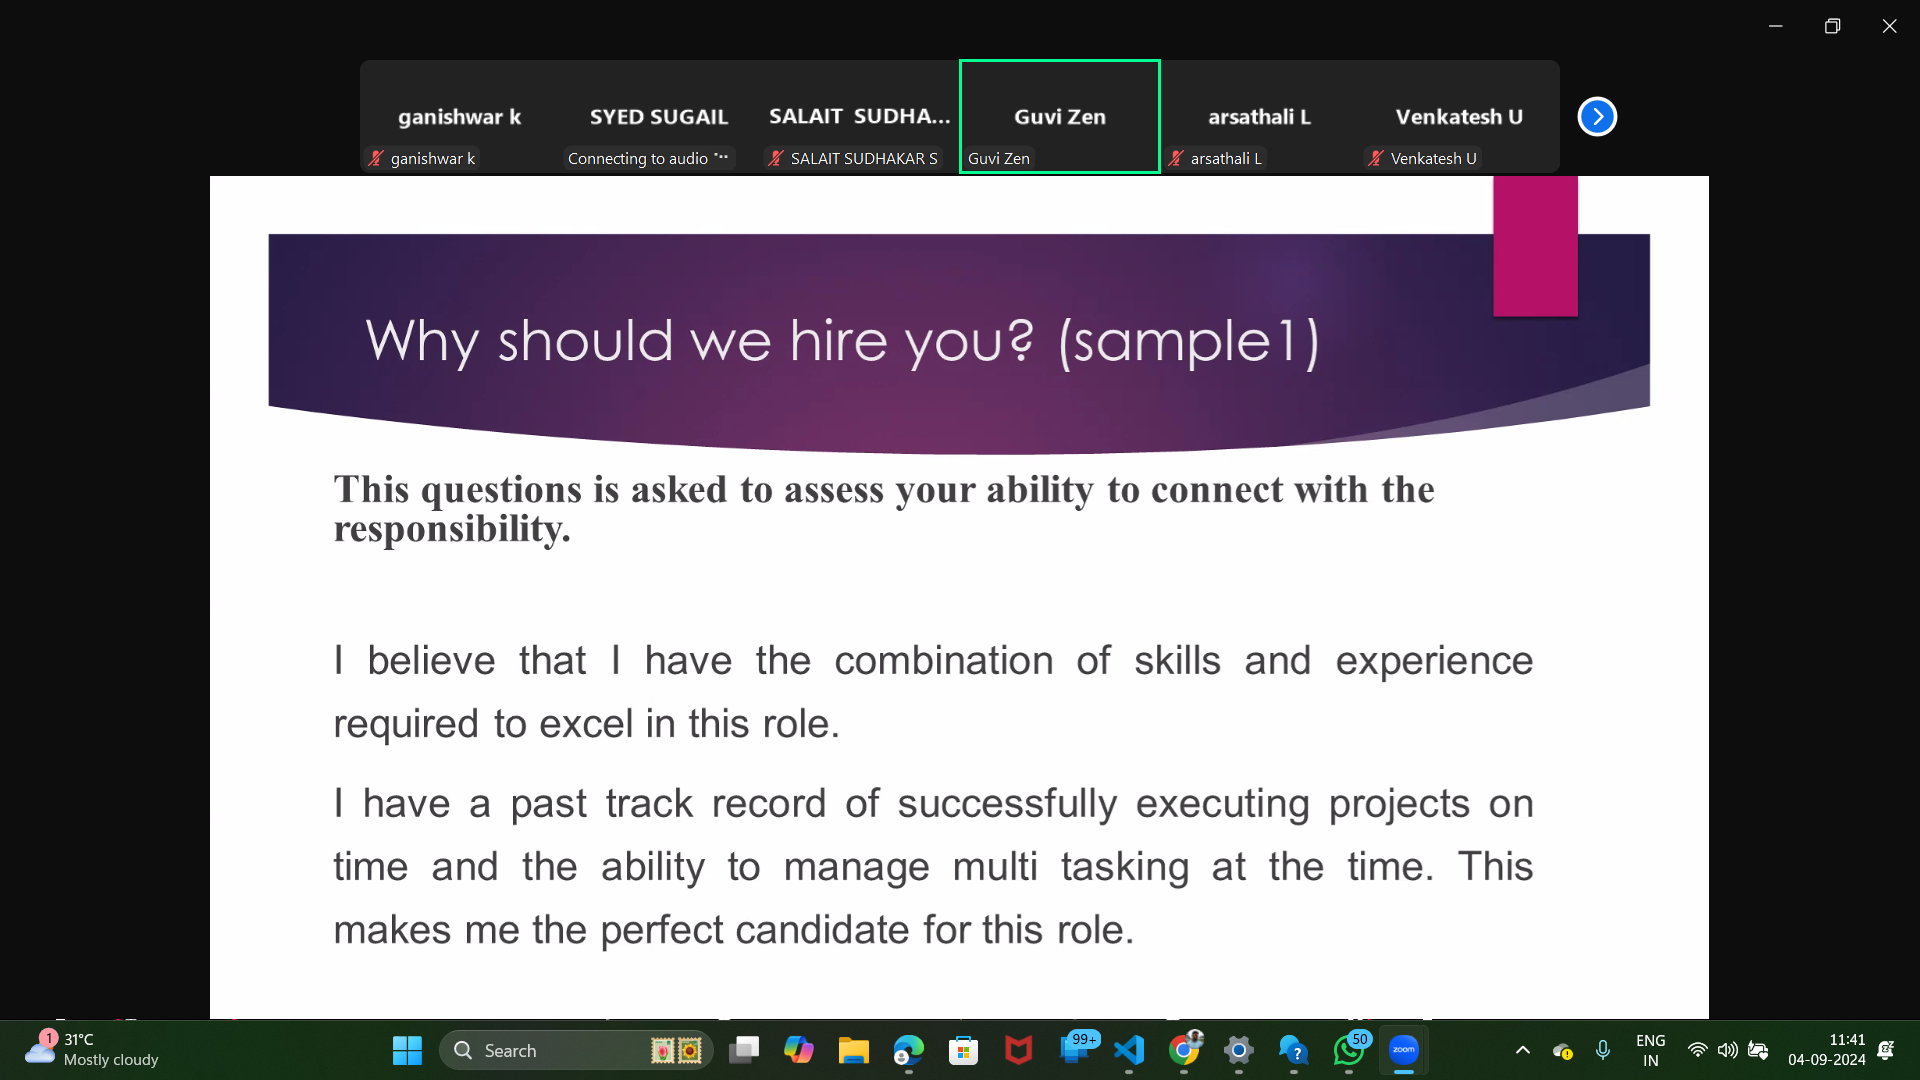 ganishwar k
SYED SUGAIL
SALAIT SUDHA...
Guvi Zen
arsathali L
Venkatesh U
ganishwar k
Connecting to audio
SALAIT SUDHAKAR S
Guvi Zen
arsathali L
Venkatesh U
Why should we hire you? (sample1)
This questions is asked to assess your ability to connect with the
responsibility.
I believe that I have the combination of skills and experience
required to excel in this role.
I have a past track record of successfully executing projects on
time and the ability to manage multi tasking at the time. This
makes me the perfect candidate for this role.
1
31°C
Mostly cloudy
Search
99+
50
zoom
ENG
IN
11:41
04-09-2024